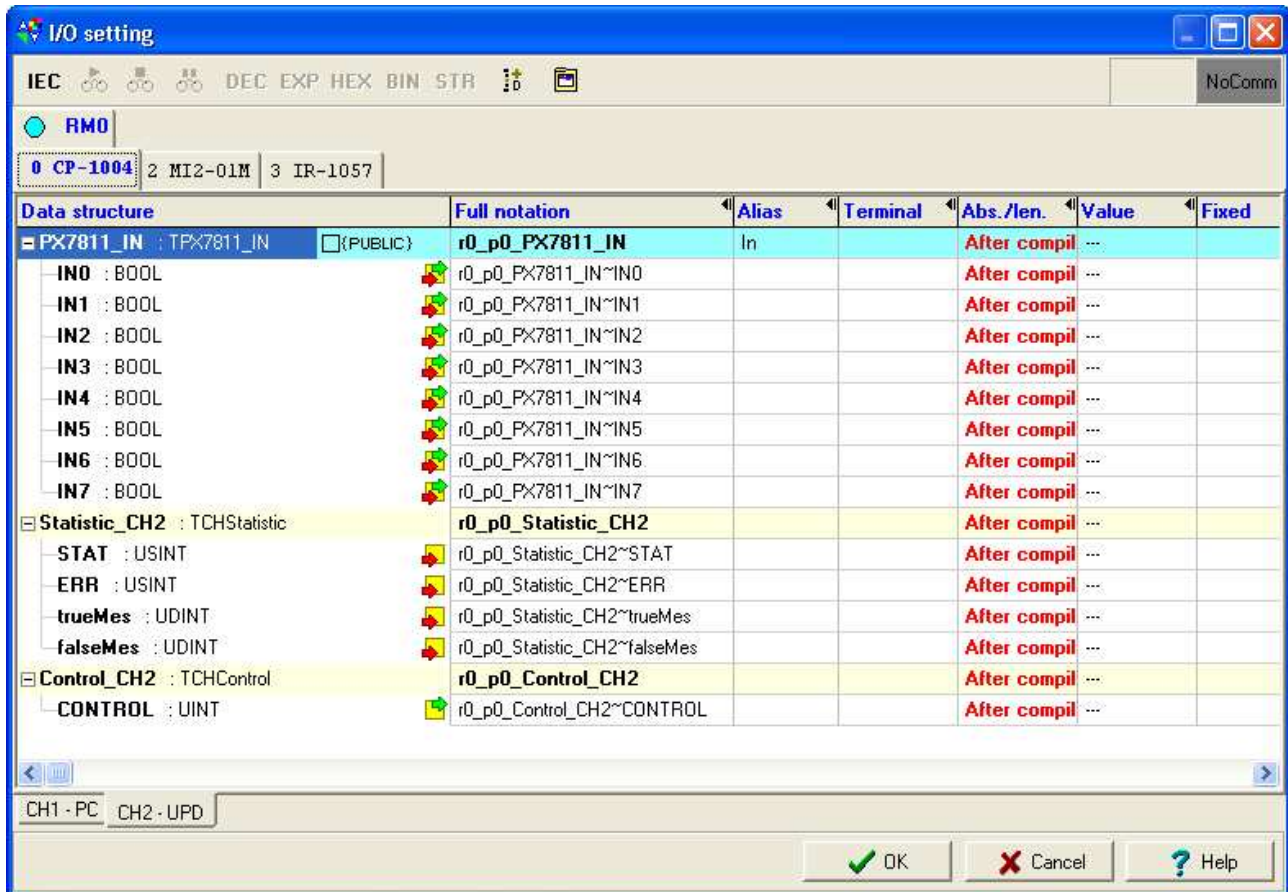 I/O setting
IEC DEC EXP HEX BIN STR NoComm
RM0
0 CP-1004 2 MI2-01M 3 IR-1057
Data structure Full notation Alias Terminal Abs./len. Value Fixed
PX7811_IN : TPX7811_IN {PUBLIC} r0_p0_PX7811_IN In After compil ---
IN0 : BOOL r0_p0_PX7811_IN~IN0 After compil ---
IN1 : BOOL r0_p0_PX7811_IN~IN1 After compil ---
IN2 : BOOL r0_p0_PX7811_IN~IN2 After compil ---
IN3 : BOOL r0_p0_PX7811_IN~IN3 After compil ---
IN4 : BOOL r0_p0_PX7811_IN~IN4 After compil ---
IN5 : BOOL r0_p0_PX7811_IN~IN5 After compil ---
IN6 : BOOL r0_p0_PX7811_IN~IN6 After compil ---
IN7 : BOOL r0_p0_PX7811_IN~IN7 After compil ---
Statistic_CH2 : TCHStatistic r0_p0_Statistic_CH2 After compil ---
STAT : USINT r0_p0_Statistic_CH2~STAT After compil ---
ERR : USINT r0_p0_Statistic_CH2~ERR After compil ---
trueMes : UDINT r0_p0_Statistic_CH2~trueMes After compil ---
falseMes : UDINT r0_p0_Statistic_CH2~falseMes After compil ---
Control_CH2 : TCHControl r0_p0_Control_CH2 After compil ---
CONTROL : UINT r0_p0_Control_CH2~CONTROL After compil ---
CH1 - PC CH2 - UPD
OK Cancel Help